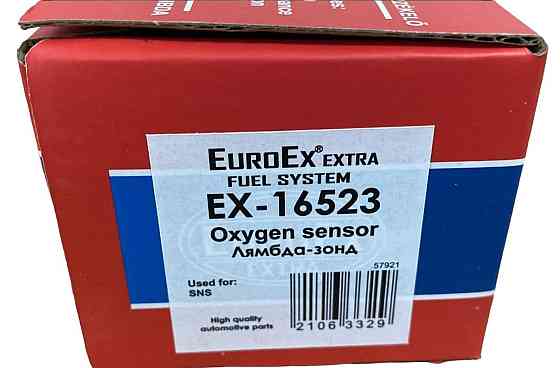 EUROEX® EXTRA
FUEL SYSTEM
EX-16523
Oxygen sensor
Лямбда-зонд
57921
Used for:
SNS
High quality
automotive parts
2106 3329
EXTRA